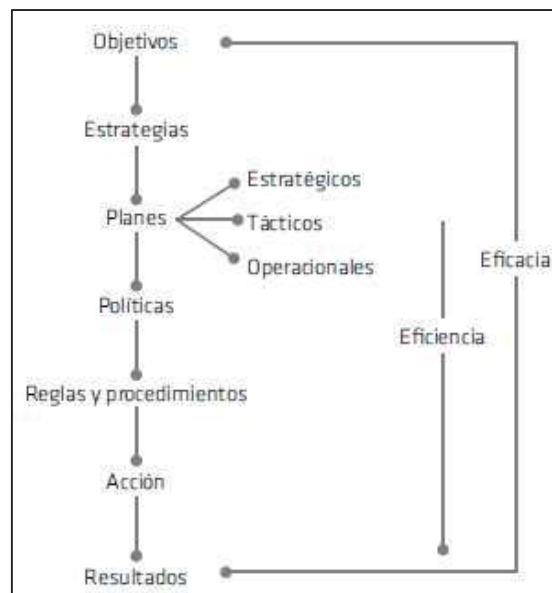 Objetivos
Estrategias
Estratégicos
Planes
Tácticos
Operacionales
Eficacia
Políticas
Eficiencia
Reglas y procedimientos
Acción
Resultados